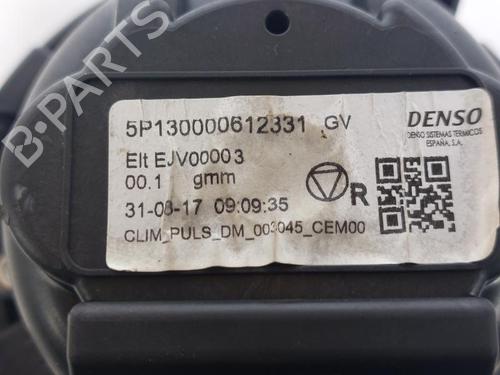 5P130000612331 GV
DENSO
DENSO SISTEMAS TERMICOS
ESPAÑA, S.A.
Elt EJV00003
00.1 gmm
R
31-08-17 09:09:35
CLIM_PULS_DM_003045_CEM00
B-PARTS